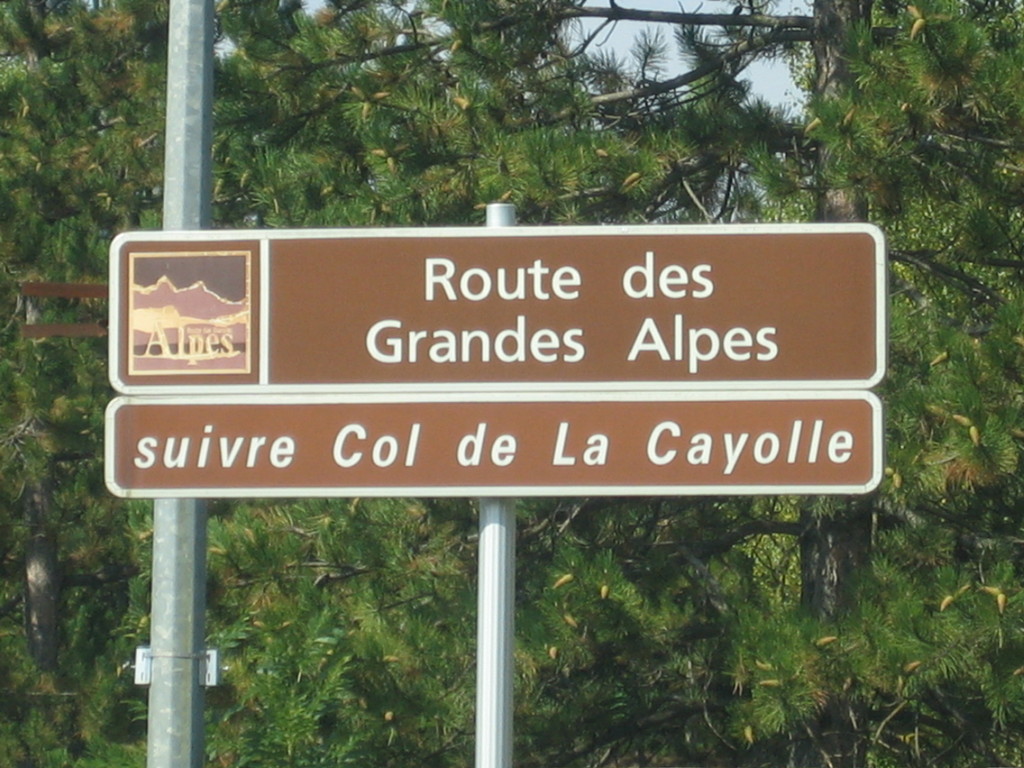 Route des
Grandes Alpes
Alpes
suivre Col de La Cayolle